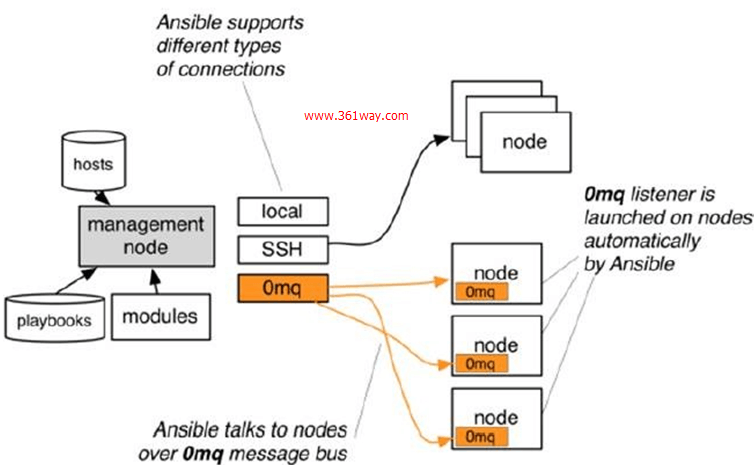 Ansible supports
different types
of connections
www.361way.com
hosts
management
node
playbooks
modules
local
SSH
0mq
node
node
0mq
node
0mq
node
0mq
0mq listener is
launched on nodes
automatically
by Ansible
Ansible talks to nodes
over 0mq message bus